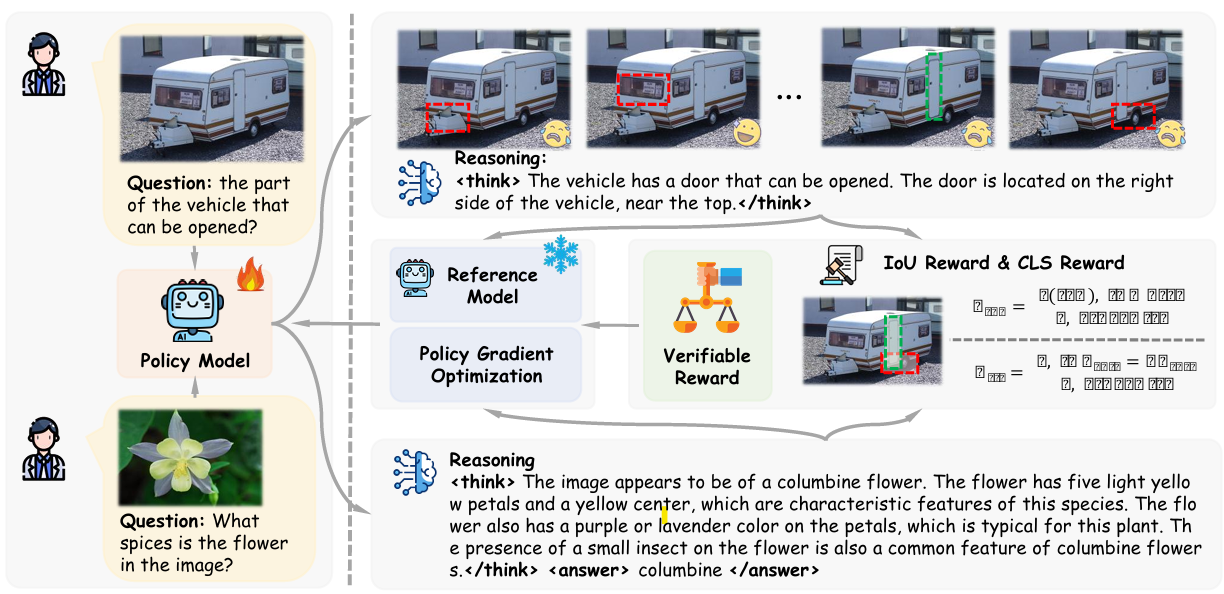 Question: the part
of the vehicle that
can be opened?
AI
Policy Model
Question: What
spices is the flower
in the image?
...
Reasoning:
<think> The vehicle has a door that can be opened. The door is located on the right
side of the vehicle, near the top.</think>
Reference
Model
Policy Gradient
Optimization
Verifiable
Reward
IoU Reward & CLS Reward
Reasoning
<think> The image appears to be of a columbine flower. The flower has five light yello
w petals and a yellow center, which are characteristic features of this species. The flo
wer also has a purple or lavender color on the petals, which is typical for this plant. Th
e presence of a small insect on the flower is also a common feature of columbine flower
s.</think> <answer> columbine </answer>